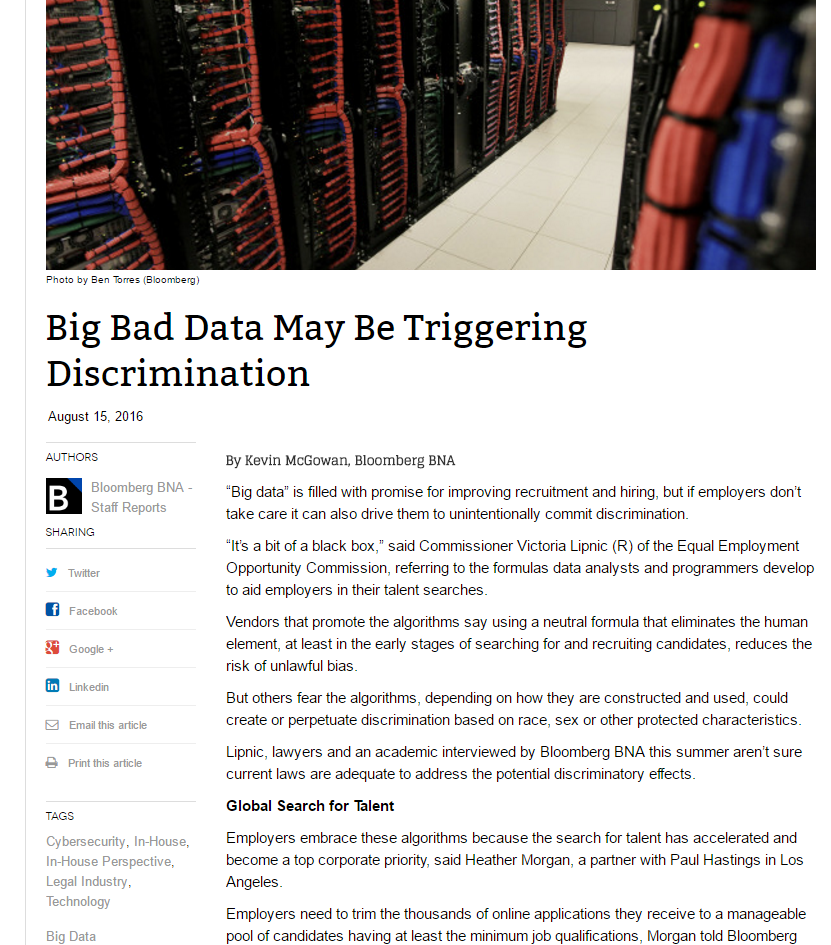 Photo by Ben Torres (Bloomberg)
Big Bad Data May Be Triggering
Discrimination
August 15, 2016
AUTHORS
B
Bloomberg BNA -
Staff Reports
SHARING
Twitter
Facebook
Google +
Linkedin
Email this article
Print this article
TAGS
Cybersecurity, In-House,
In-House Perspective,
Legal Industry,
Technology
Big Data
By Kevin McGowan, Bloomberg BNA
“Big data” is filled with promise for improving recruitment and hiring, but if employers don’t
take care it can also drive them to unintentionally commit discrimination.
“It’s a bit of a black box,” said Commissioner Victoria Lipnic (R) of the Equal Employment
Opportunity Commission, referring to the formulas data analysts and programmers develop
to aid employers in their talent searches.
Vendors that promote the algorithms say using a neutral formula that eliminates the human
element, at least in the early stages of searching for and recruiting candidates, reduces the
risk of unlawful bias.
But others fear the algorithms, depending on how they are constructed and used, could
create or perpetuate discrimination based on race, sex or other protected characteristics.
Lipnic, lawyers and an academic interviewed by Bloomberg BNA this summer aren’t sure
current laws are adequate to address the potential discriminatory effects.
Global Search for Talent
Employers embrace these algorithms because the search for talent has accelerated and
become a top corporate priority, said Heather Morgan, a partner with Paul Hastings in Los
Angeles.
Employers need to trim the thousands of online applications they receive to a manageable
pool of candidates having at least the minimum job qualifications, Morgan told Bloomberg